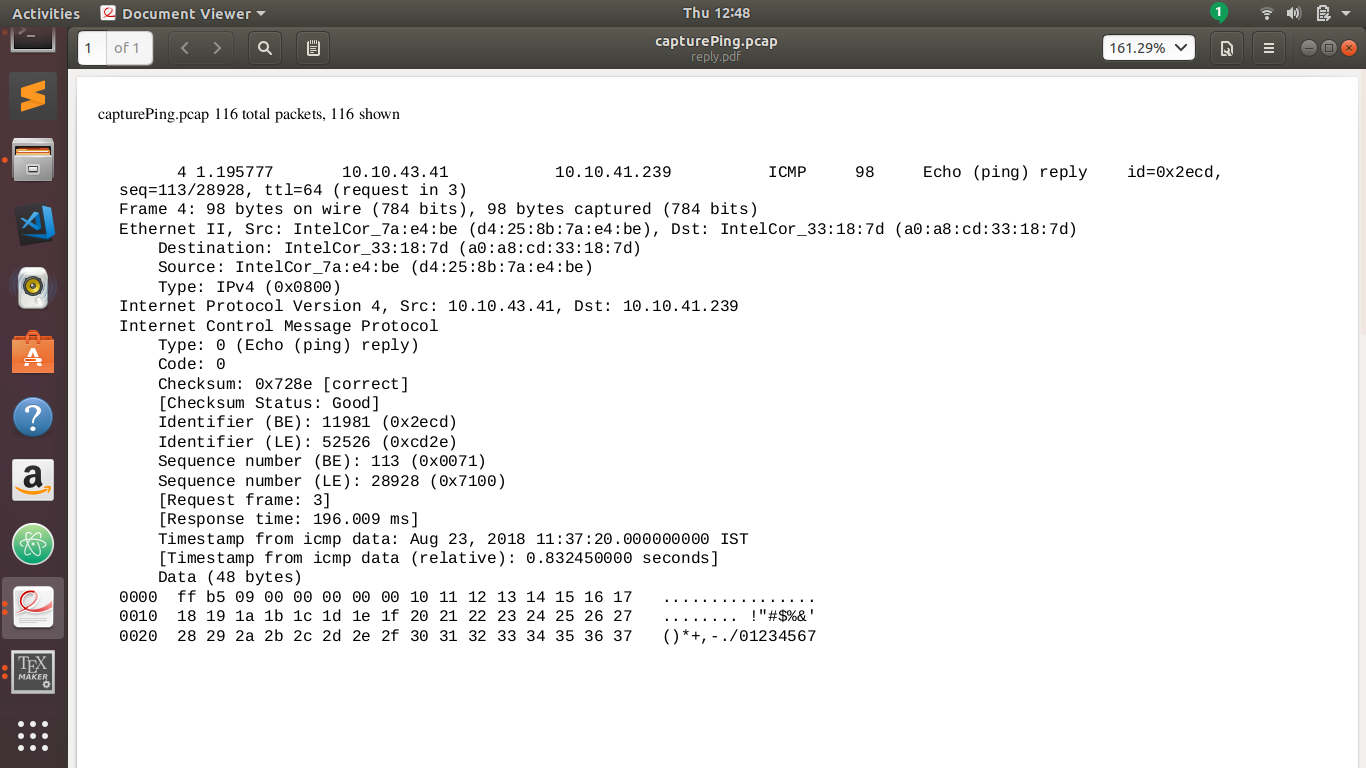 Activities Document Viewer Thu 12:48 1
1 of 1 capturePing.pcap 161.29%
reply.pdf
capturePing.pcap 116 total packets, 116 shown
4 1.195777 10.10.43.41 10.10.41.239 ICMP 98 Echo (ping) reply id=0x2ecd,
seq=113/28928, ttl=64 (request in 3)
Frame 4: 98 bytes on wire (784 bits), 98 bytes captured (784 bits)
Ethernet II, Src: IntelCor_7a:e4:be (d4:25:8b:7a:e4:be), Dst: IntelCor_33:18:7d (a0:a8:cd:33:18:7d)
Destination: IntelCor_33:18:7d (a0:a8:cd:33:18:7d)
Source: IntelCor_7a:e4:be (d4:25:8b:7a:e4:be)
Type: IPv4 (0x0800)
Internet Protocol Version 4, Src: 10.10.43.41, Dst: 10.10.41.239
Internet Control Message Protocol
Type: 0 (Echo (ping) reply)
Code: 0
Checksum: 0x728e [correct]
[Checksum Status: Good]
Identifier (BE): 11981 (0x2ecd)
Identifier (LE): 52526 (0xcd2e)
Sequence number (BE): 113 (0x0071)
Sequence number (LE): 28928 (0x7100)
[Request frame: 3]
[Response time: 196.009 ms]
Timestamp from icmp data: Aug 23, 2018 11:37:20.000000000 IST
[Timestamp from icmp data (relative): 0.832450000 seconds]
Data (48 bytes)
0000 ff b5 09 00 00 00 00 00 10 11 12 13 14 15 16 17 ................
0010 18 19 1a 1b 1c 1d 1e 1f 20 21 22 23 24 25 26 27 ........ !"#$%&'
0020 28 29 2a 2b 2c 2d 2e 2f 30 31 32 33 34 35 36 37 ()*+,-./01234567
TEX
MAKER